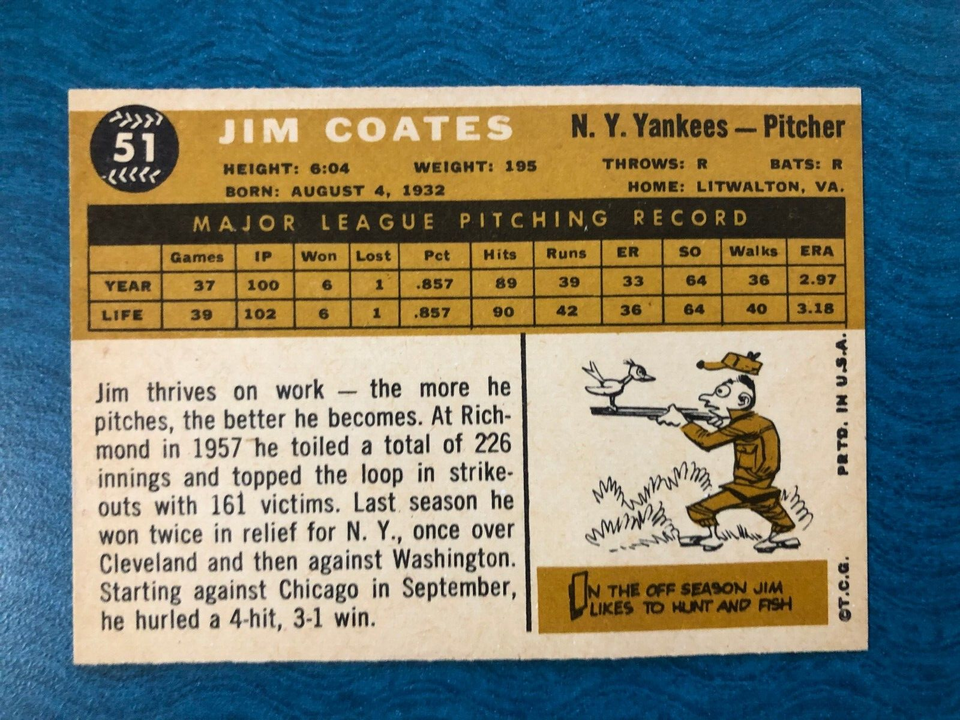 51
JIM COATES
N. Y. Yankees — Pitcher
HEIGHT: 6:04 WEIGHT: 195 THROWS: R BATS: R
BORN: AUGUST 4, 1932 HOME: LITWALTON, VA.
MAJOR LEAGUE PITCHING RECORD
Games IP Won Lost Pct Hits Runs ER SO Walks ERA
YEAR 37 100 6 1 .857 89 39 33 64 36 2.97
LIFE 39 102 6 1 .857 90 42 36 64 40 3.18
Jim thrives on work — the more he
pitches, the better he becomes. At Rich-
mond in 1957 he toiled a total of 226
innings and topped the loop in strike-
outs with 161 victims. Last season he
won twice in relief for N. Y., once over
Cleveland and then against Washington.
Starting against Chicago in September,
he hurled a 4-hit, 3-1 win.
IN THE OFF SEASON JIM
LIKES TO HUNT AND FISH
©T.C.G. PRTD. IN U.S.A.